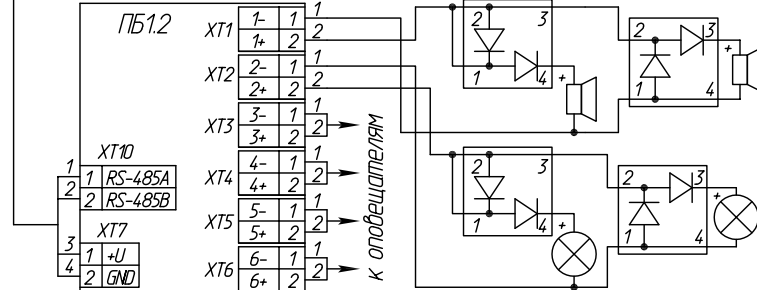 ПБ1.2
XT1
1- 1 1
1+ 2 2
XT2
2- 1 1
2+ 2 2
XT3
3- 1 1
3+ 2 2
XT4
4- 1 1
4+ 2 2
XT5
5- 1 1
5+ 2 2
XT6
6- 1 1
6+ 2 2
XT10
1 1 RS-485A
2 2 RS-485B
XT7
3 1 +U
4 2 GND
К оповещателям
2 3
1 4 +
2 3 +
1 4
2 3
1 4 +
2 3 +
1 4